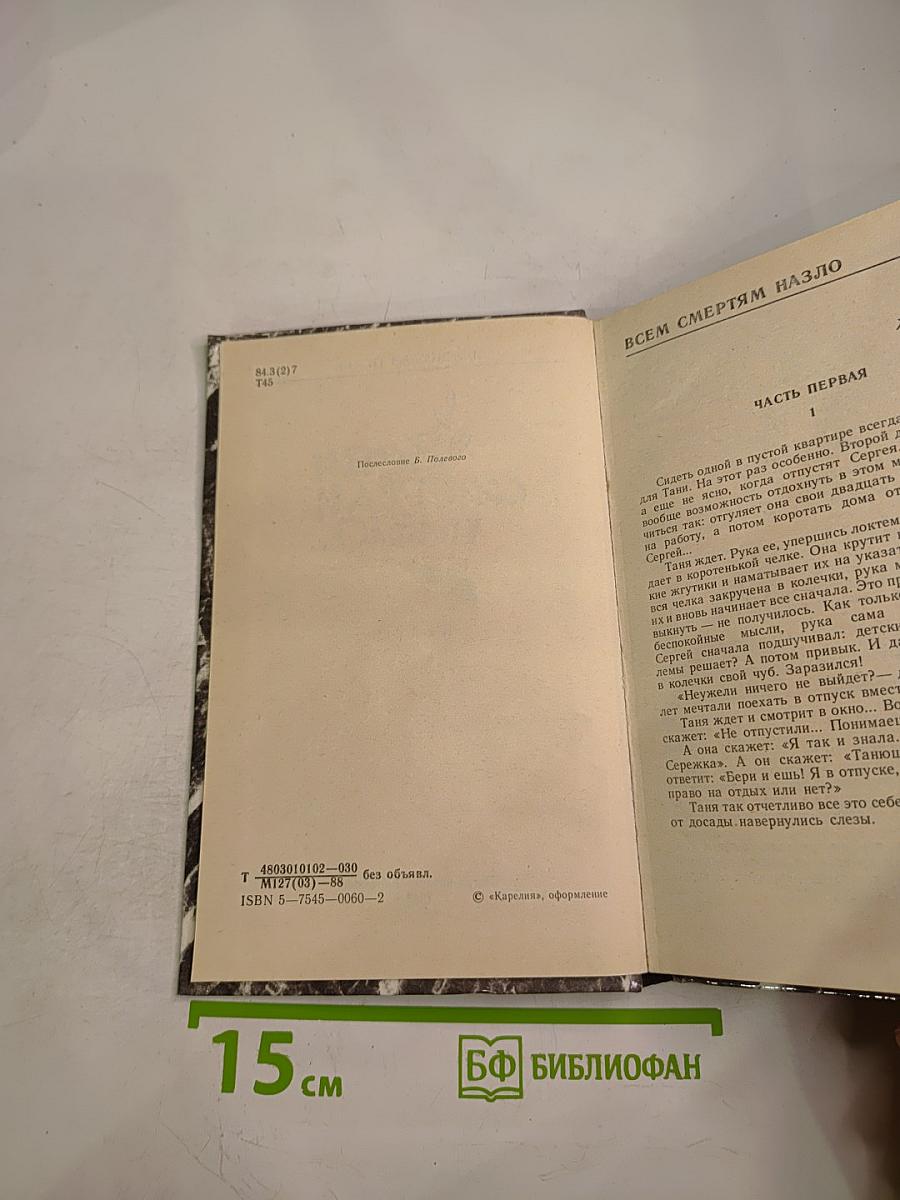 84.3(2)7
Т45
Послесловие Б. Полевого
Т 4803010102—030 без объявл.
М127(03)—88
ISBN 5—7545—0060—2
© «Карелия», оформление
ВСЕМ СМЕРТЯМ НАЗЛО
ЧАСТЬ ПЕРВАЯ
1
Сидеть одной в пустой квартире всегда
для Тани. На этот раз особенно. Второй
а еще не ясно, когда отпустят Сергея,
вообще возможность отдохнуть в этом
читься так: отгуляет она свои двадцать
на работу, а потом коротать дома
Сергей...
Таня ждет. Рука ее, упершись локтем
дает в коротенькой челке. Она крутит
кие жгутики и наматывает их на
вся челка закручена в колечки, рука
их и вновь начинает все сначала. Это
выкнуть — не получилось. Как только
беспокойные мысли, рука сама
Сергей сначала подшучивал:
лемы решает? А потом привык. И
в колечки свой чуб. Заразился!
«Неужели ничего не выйдет?—
лет мечтали поехать в отпуск
Таня ждет и смотрит в окно...
скажет: «Не отпустили...
А она скажет: «Я так и знала.
Сережка». А он скажет:
ответит: «Бери и ешь! Я в отпуске,
право на отдых или нет?»
Таня так отчетливо все это себе
от досады навернулись слезы.
15 см
БФ БИБЛИОФАН